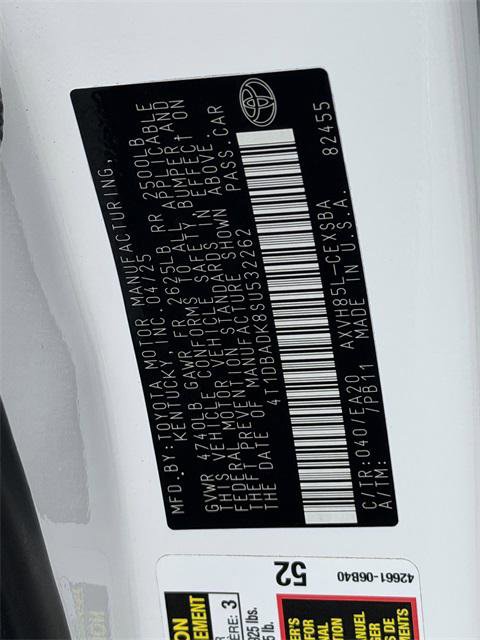 MFD.BY:TOYOTA MOTOR MANUFACTURING,
KENTUCKY, INC.04/25
GVWR 4740LB GAWR FR 2625LB RR 2500LB
THIS VEHICLE CONFORMS TO ALL APPLICABLE
FEDERAL MOTOR VEHICLE SAFETY, BUMPER AND
THEFT PREVENTION STANDARDS IN EFFECT ON
THE DATE OF MANUFACTURE SHOWN ABOVE.
4T1DBADK8SU532262 PASS.CAR
C/TR:040/EA20 AXVH85L-CEXSBA 82455
A/TM: /PB11 MADE IN U.S.A.
52
42661-06B40
3